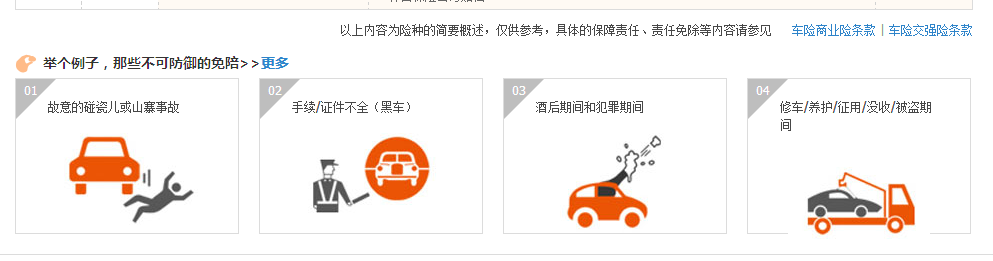 以上内容为险种的简要概述，仅供参考，具体的保障责任、责任免除等内容请参见 车险商业险条款 | 车险交强险条款
举个例子，那些不可防御的免陪>>更多
01
故意的碰瓷儿或山寨事故
02
手续/证件不全（黑车）
03
酒后期间和犯罪期间
04
修车/养护/征用/没收/被盗期
间